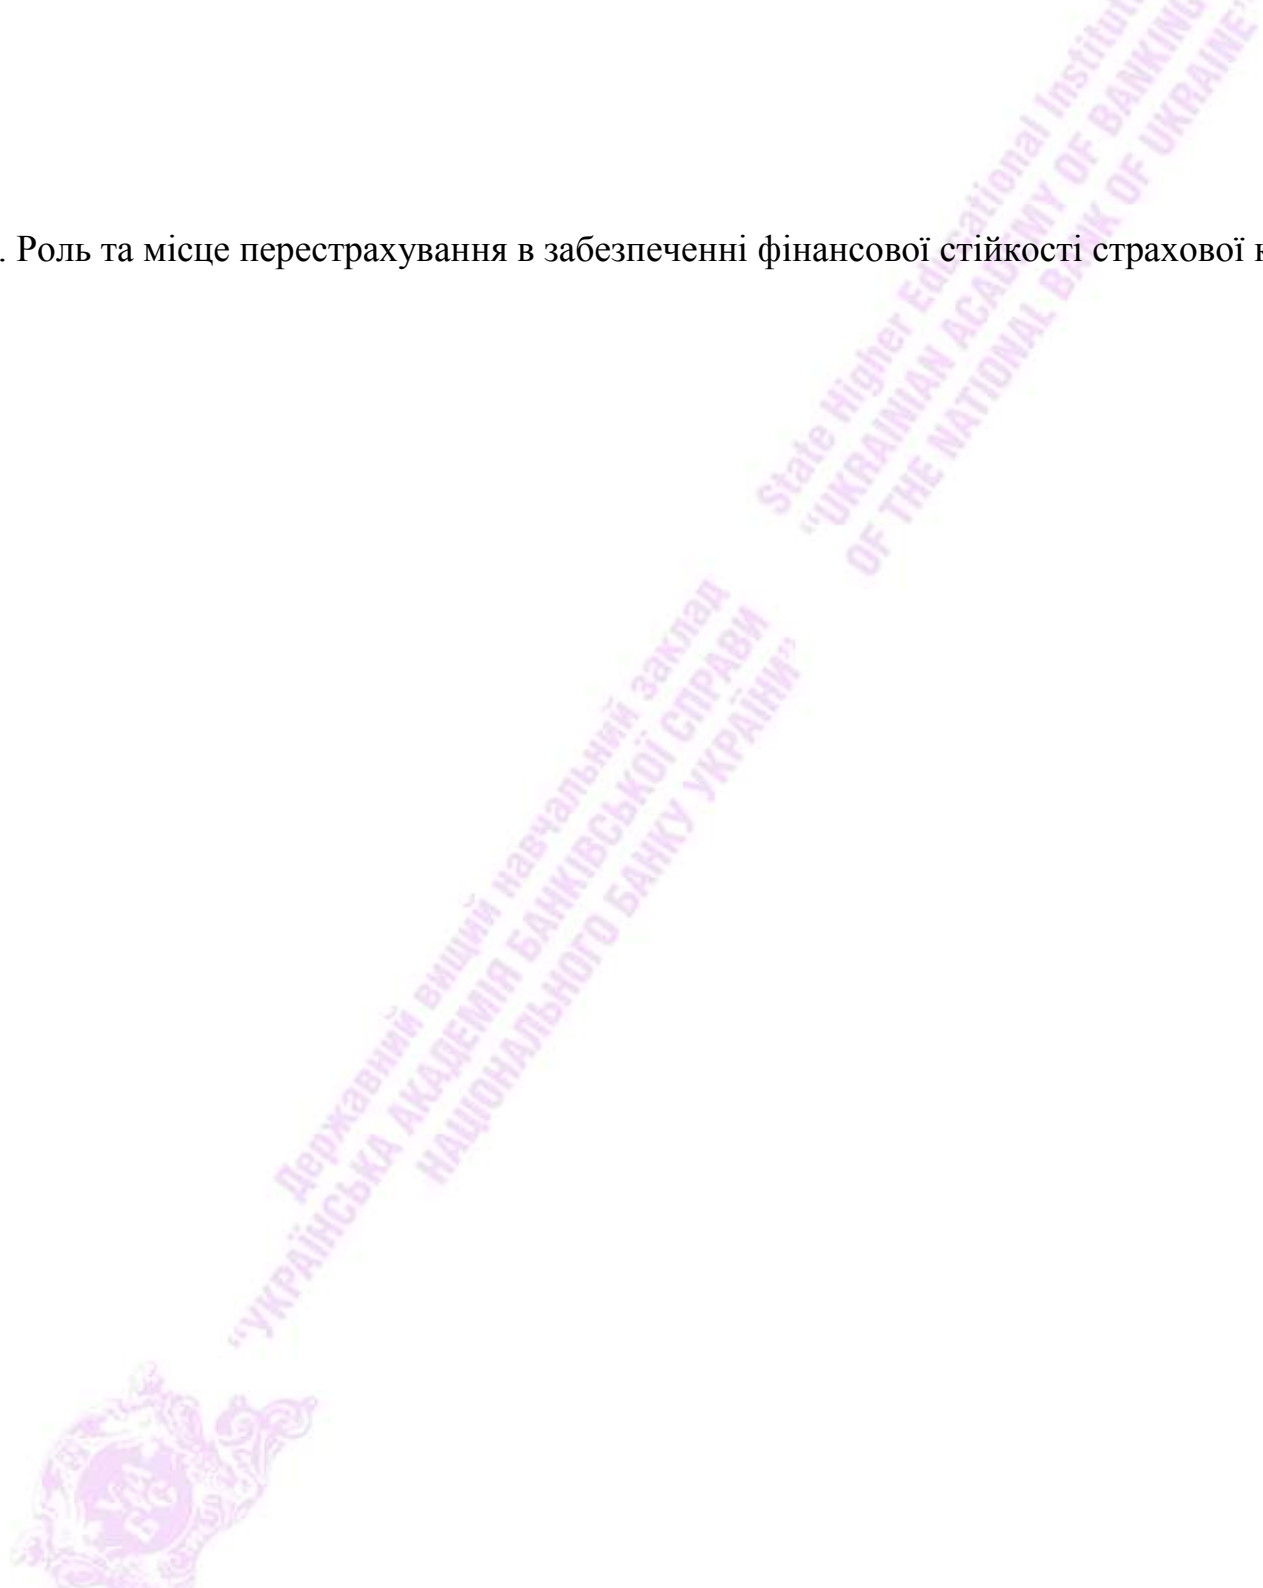 . Роль та місце перестрахування в забезпеченні фінансової стійкості страхової к
State Higher Educational Institut
“UKRAINIAN ACADEMY OF BANKING
OF THE NATIONAL BANK OF UKRAINE”
Державний вищий навчальний заклад
“УКРАЇНСЬКА АКАДЕМІЯ БАНКІВСЬКОЇ СПРАВИ
НАЦІОНАЛЬНОГО БАНКУ УКРАЇНИ”